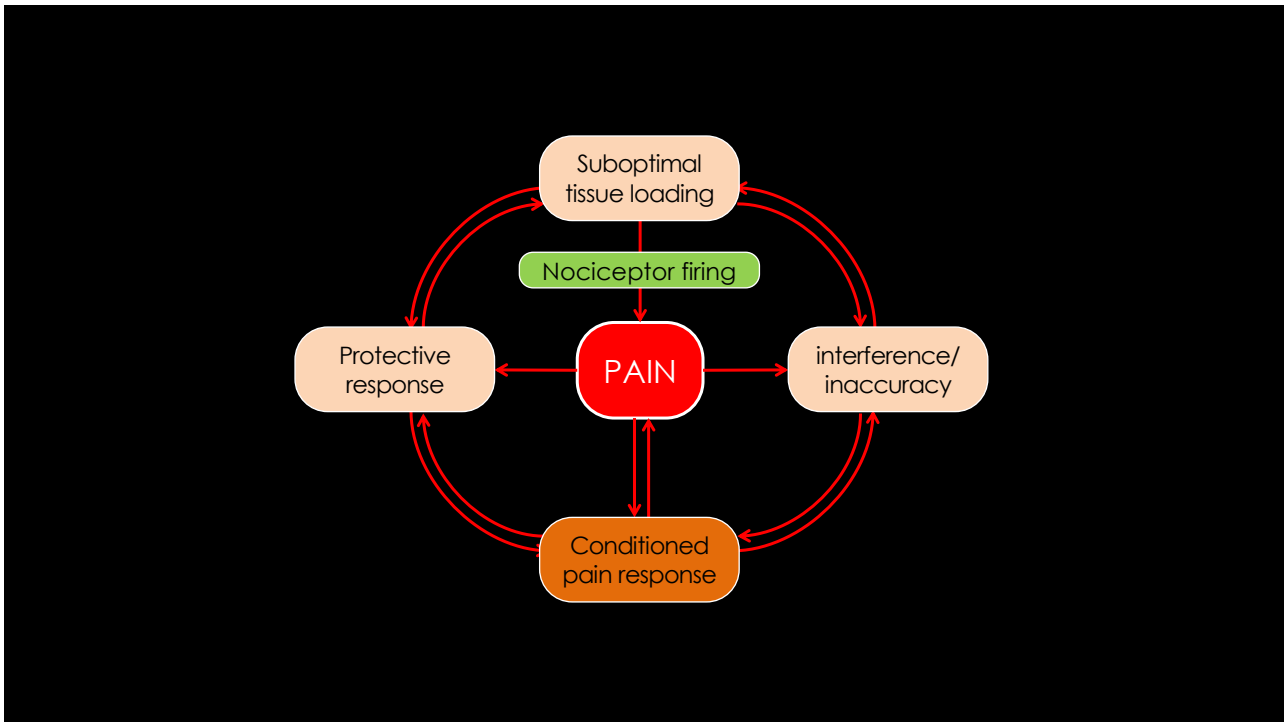 Suboptimal
tissue loading
Nociceptor firing
Protective
response
PAIN
interference/
inaccuracy
Conditioned
pain response